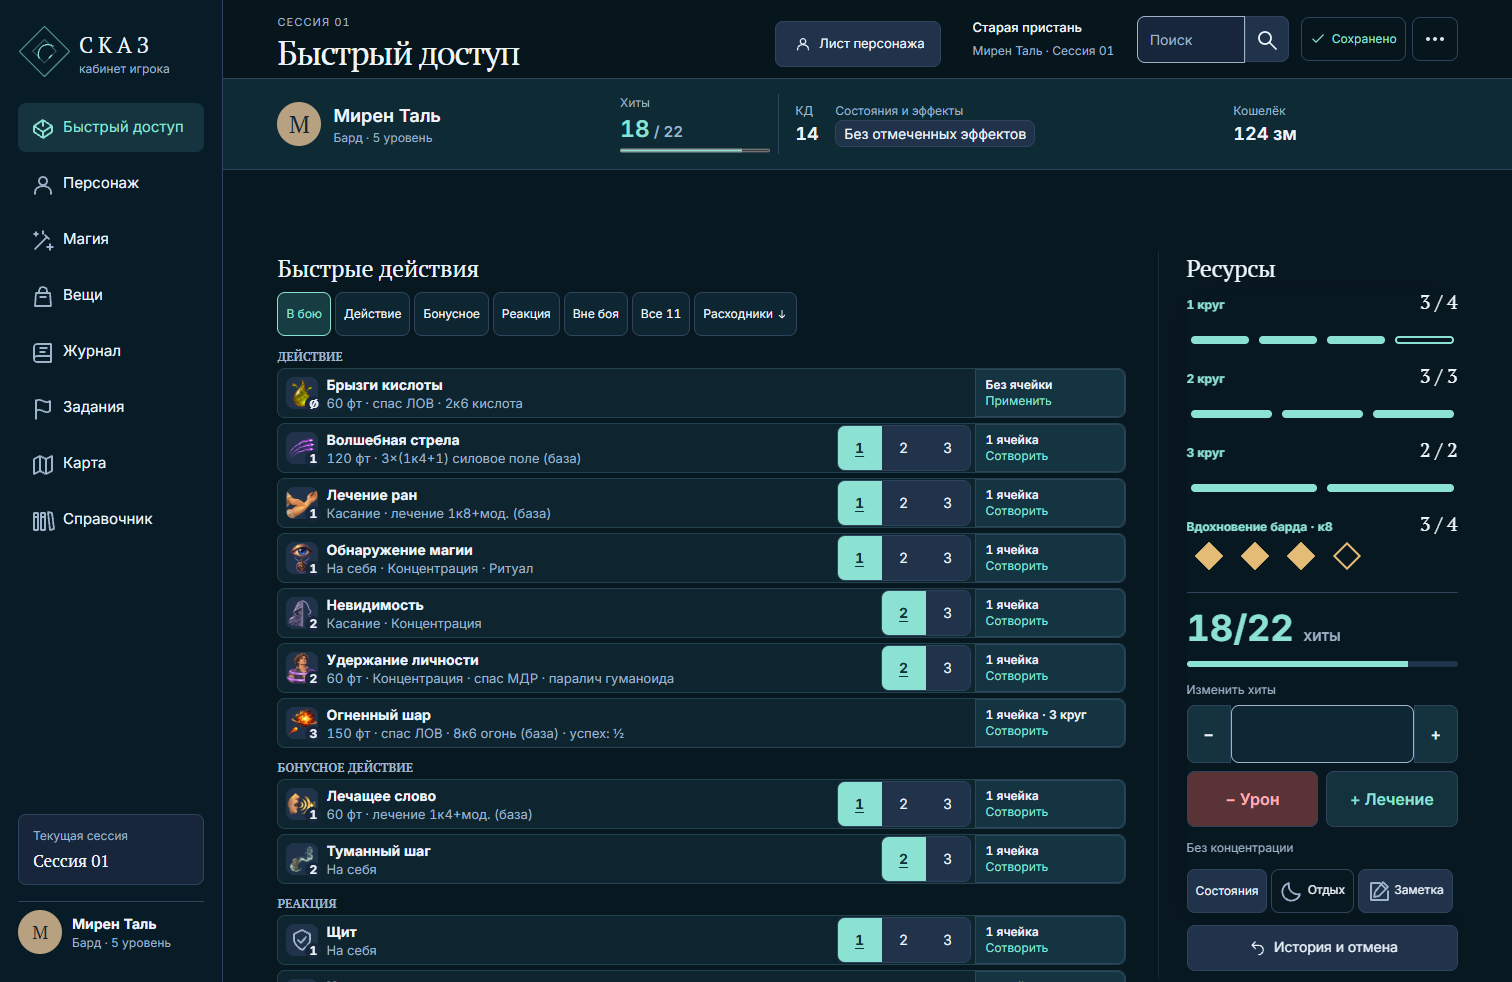 СКАЗ
кабинет игрока
Быстрый доступ
Персонаж
Магия
Вещи
Журнал
Задания
Карта
Справочник
Текущая сессия
Сессия 01
М
Мирен Таль
Бард · 5 уровень
СЕССИЯ 01
Быстрый доступ
Лист персонажа
Старая пристань
Мирен Таль · Сессия 01
Поиск
Сохранено
М
Мирен Таль
Бард · 5 уровень
Хиты
18 / 22
КД
14
Состояния и эффекты
Без отмеченных эффектов
Кошелёк
124 зм
Быстрые действия
В бою
Действие
Бонусное
Реакция
Вне боя
Все 11
Расходники ↓
ДЕЙСТВИЕ
Ø
Брызги кислоты
60 фт · спас ЛОВ · 2к6 кислота
Без ячейки
Применить
1
Волшебная стрела
120 фт · 3×(1к4+1) силовое поле (база)
1 2 3
1 ячейка
Сотворить
1
Лечение ран
Касание · лечение 1к8+мод. (база)
1 2 3
1 ячейка
Сотворить
1
Обнаружение магии
На себя · Концентрация · Ритуал
1 2 3
1 ячейка
Сотворить
2
Невидимость
Касание · Концентрация
2 3
1 ячейка
Сотворить
2
Удержание личности
60 фт · Концентрация · спас МДР · паралич гуманоида
2 3
1 ячейка
Сотворить
3
Огненный шар
150 фт · спас ЛОВ · 8к6 огонь (база) · успех: ½
1 ячейка · 3 круг
Сотворить
БОНУСНОЕ ДЕЙСТВИЕ
1
Лечащее слово
60 фт · лечение 1к4+мод. (база)
1 2 3
1 ячейка
Сотворить
2
Туманный шаг
На себя
2 3
1 ячейка
Сотворить
РЕАКЦИЯ
1
Щит
На себя
1 2 3
1 ячейка
Сотворить
Ресурсы
1 круг 3 / 4
2 круг 3 / 3
3 круг 2 / 2
Вдохновение барда · к8 3 / 4
18/22 хиты
Изменить хиты
− +
− Урон
+ Лечение
Без концентрации
Состояния
Отдых
Заметка
История и отмена